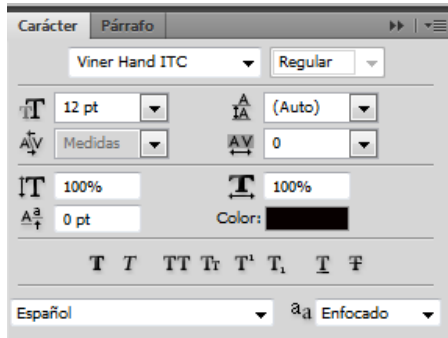 Carácter Párrafo
Viner Hand ITC Regular
T T 12 pt A A (Auto)
A V Medidas A V 0
T 100% T 100%
A a 0 pt Color:
T T TT Tr T¹ T₁ T T
Español aa Enfocado